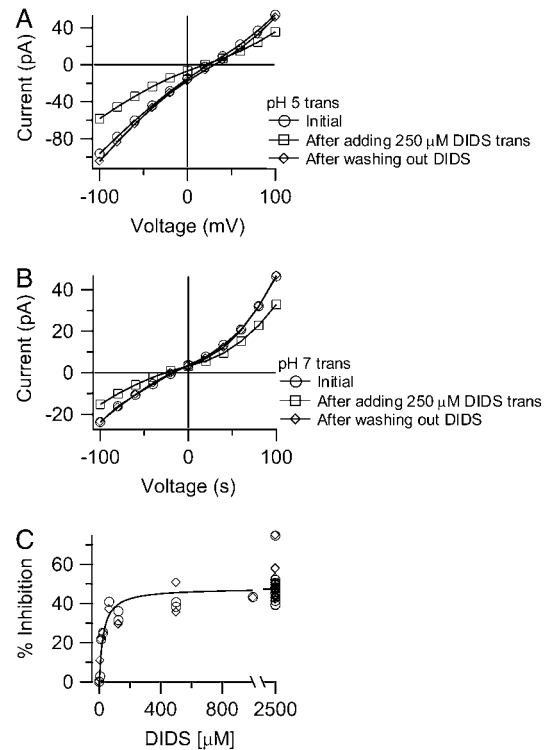 A
Current (pA)
40
0
-40
-80
-100
0
100
Voltage (mV)
pH 5 trans
Initial
After adding 250 µM DIDS trans
After washing out DIDS
B
Current (pA)
40
20
0
-20
-100
0
100
Voltage (s)
pH 7 trans
Initial
After adding 250 µM DIDS trans
After washing out DIDS
C
% Inhibition
60
40
20
0
0
400
800
2500
DIDS [µM]